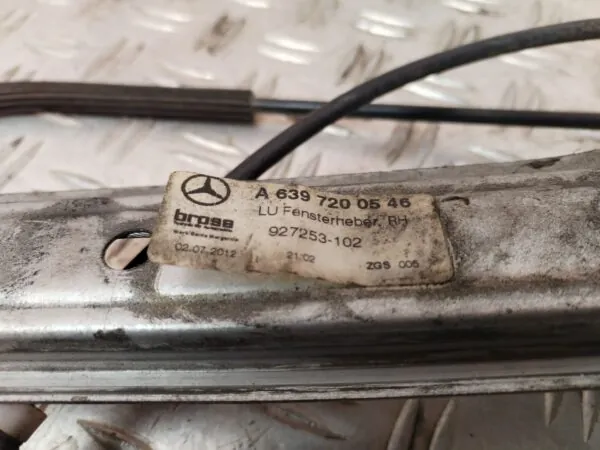 A 639 720 05 46
LU Fensterheber, RH
brose
927253-102
02.07.2012 21:02 ZGS 005